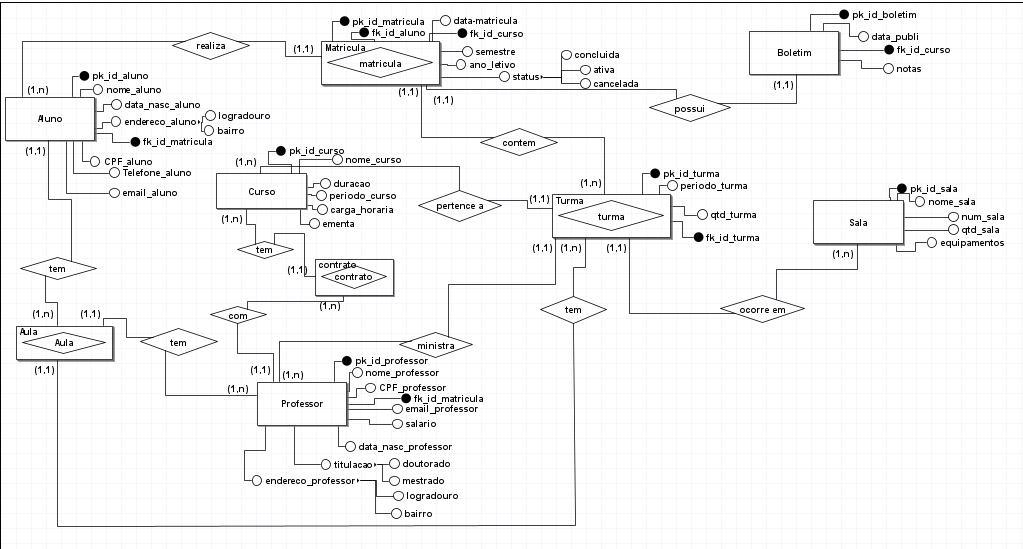 pk_id_matricula
data-matricula
fk_id_aluno
fk_id_curso
Matricula
matricula
semestre
ano_letivo
status
concluida
ativa
cancelada
realiza
(1,1)
(1,1)
(1,1)
pk_id_boletim
data_publi
Boletim
fk_id_curso
notas
(1,1)
possui
(1,n)
pk_id_aluno
nome_aluno
data_nasc_aluno
Aluno
endereco_aluno
logradouro
bairro
fk_id_matricula
(1,1)
CPF_aluno
Telefone_aluno
email_aluno
contem
pk_id_curso
nome_curso
(1,n)
Curso
duracao
periodo_curso
carga_horaria
ementa
(1,n)
pertence a
(1,n)
pk_id_turma
periodo_turma
(1,1)
Turma
turma
qtd_turma
fk_id_turma
(1,1)
(1,n)
(1,1)
pk_id_sala
nome_sala
Sala
num_sala
qtd_sala
equipamentos
(1,n)
tem
(1,1)
contrato
contrato
(1,n)
tem
com
tem
ocorre em
(1,n)
(1,1)
Aula
Aula
tem
(1,1)
ministra
(1,1)
(1,n)
(1,n)
pk_id_professor
nome_professor
CPF_professor
Professor
fk_id_matricula
email_professor
salario
data_nasc_professor
titulacao
doutorado
mestrado
endereco_professor
logradouro
bairro